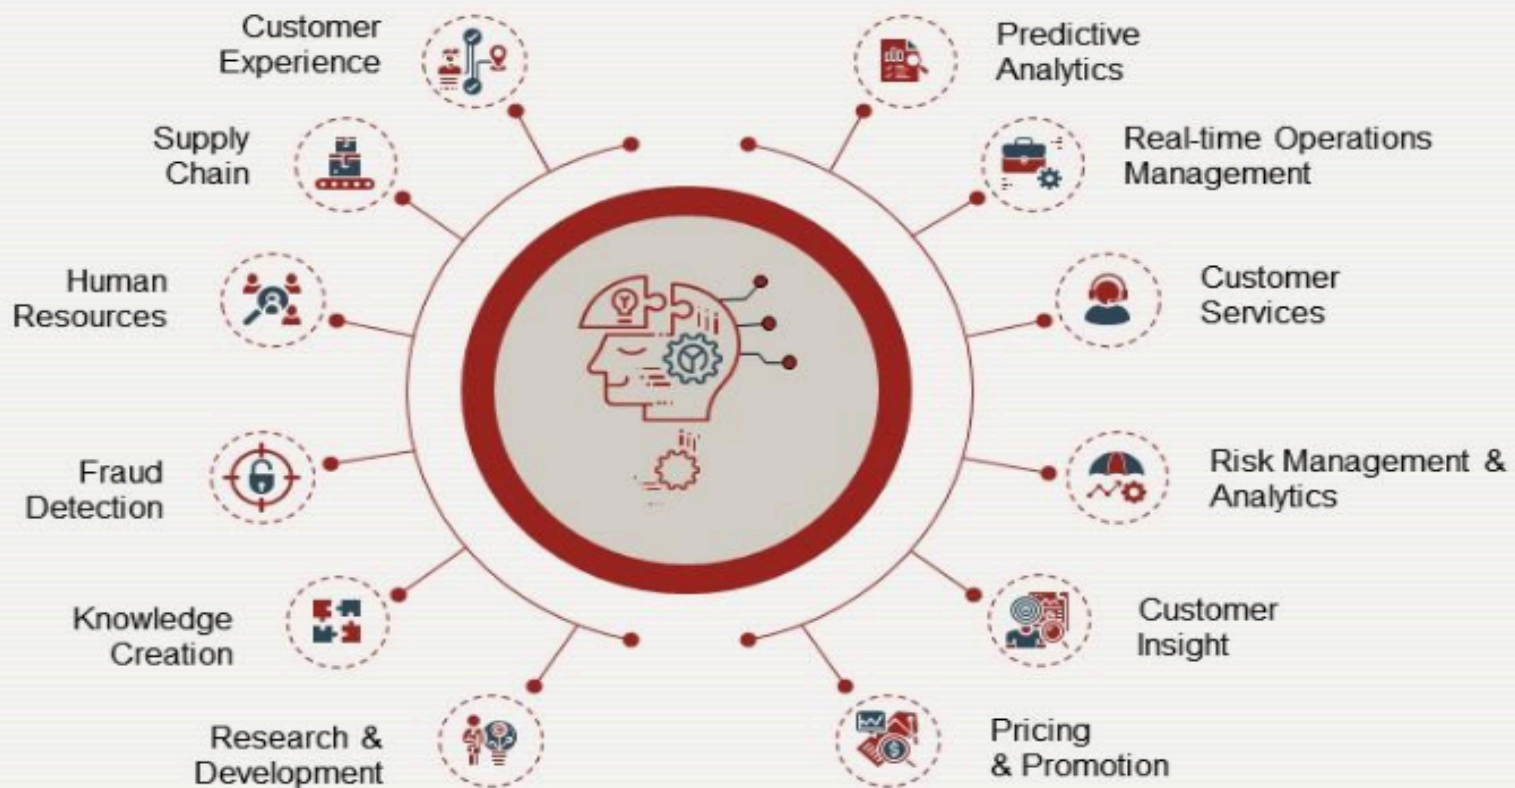 Customer
Experience
Supply
Chain
Human
Resources
Fraud
Detection
Knowledge
Creation
Research &
Development
Predictive
Analytics
Real-time Operations
Management
Customer
Services
Risk Management &
Analytics
Customer
Insight
Pricing
& Promotion